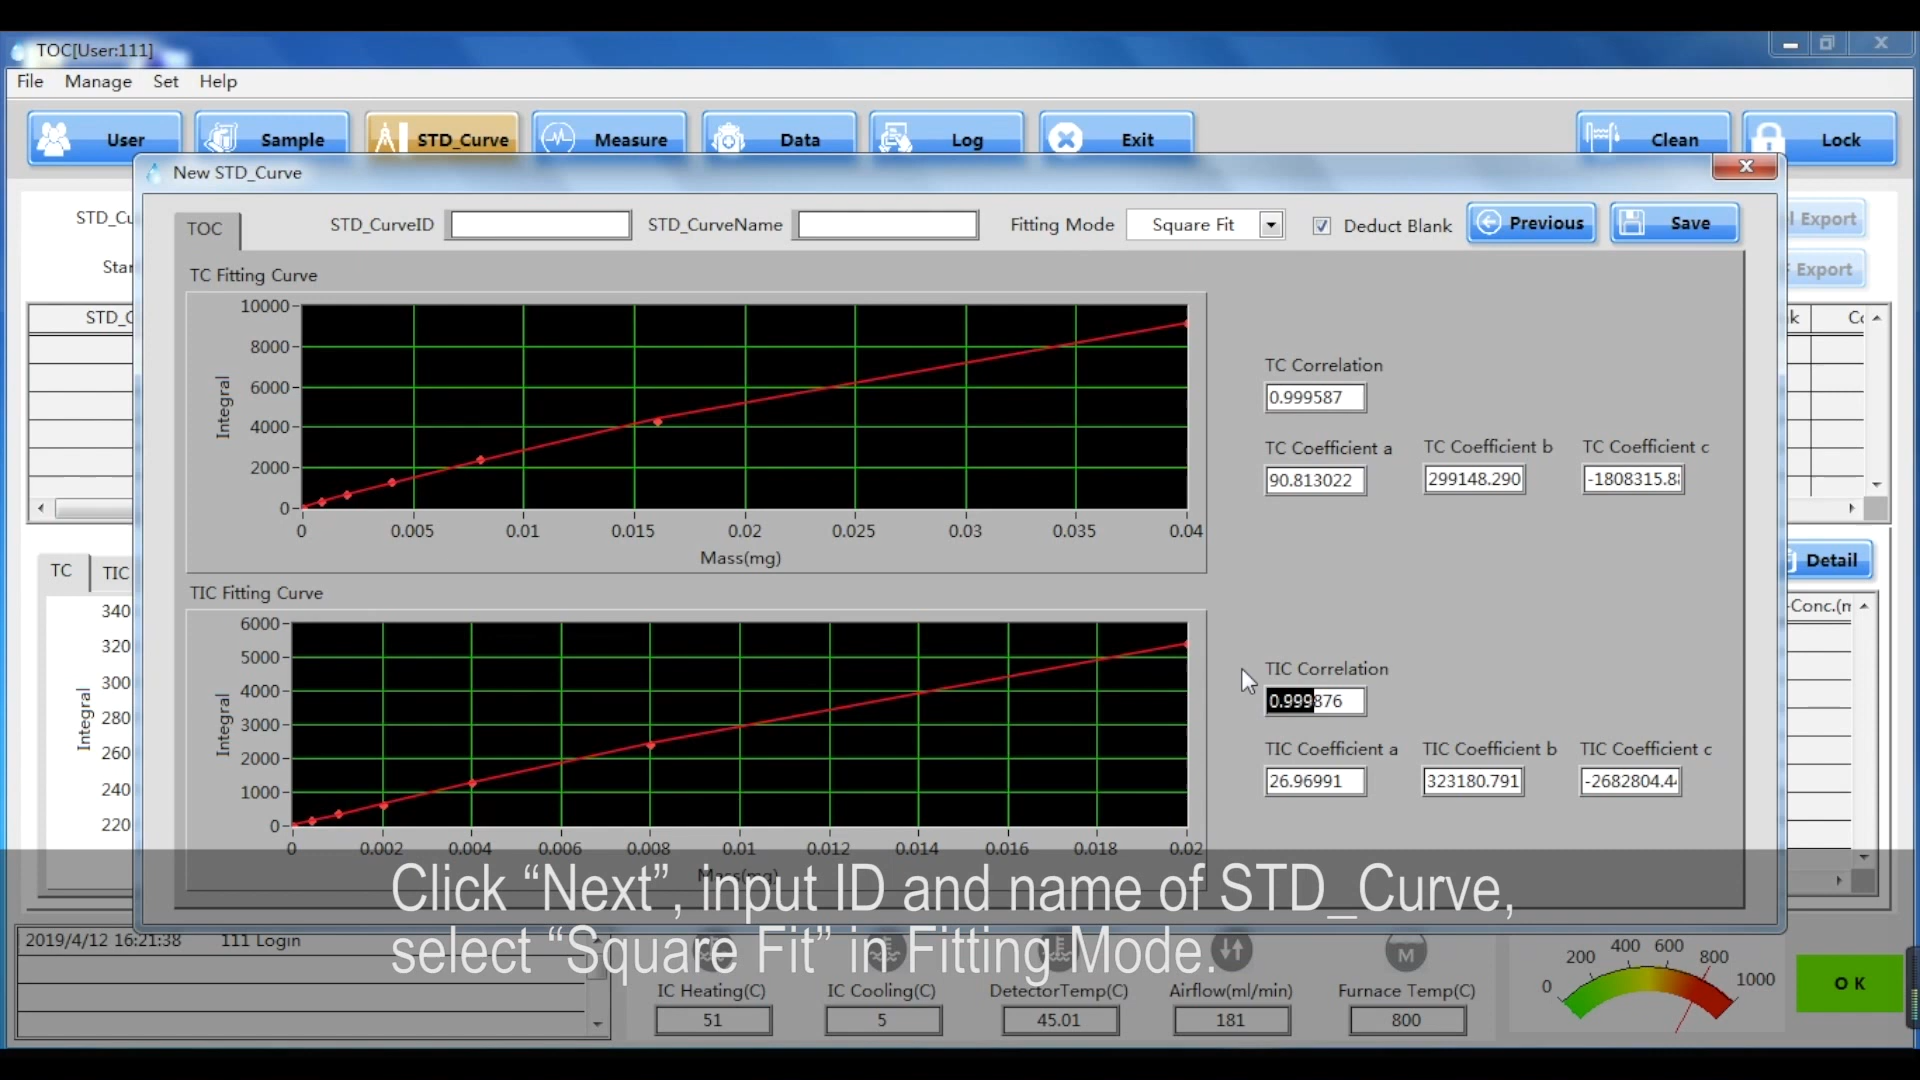 TOC[User:111]
File Manage Set Help
User Sample STD_Curve Measure Data Log Exit Clean Lock
New STD_Curve
TOC STD_CurveID STD_CurveName Fitting Mode Square Fit Deduct Blank Previous Save
Export
Export
TC Fitting Curve
10000
8000
6000
4000
2000
0
Integral
0 0.005 0.01 0.015 0.02 0.025 0.03 0.035 0.04
Mass(mg)
TC Correlation
0.999587
TC Coefficient a TC Coefficient b TC Coefficient c
90.813022 299148.290 -1808315.8
TIC Fitting Curve
6000
5000
4000
3000
2000
1000
0
Integral
0 0.002 0.004 0.006 0.008 0.01 0.012 0.014 0.016 0.018 0.02
Mass(mg)
TIC Correlation
0.999876
TIC Coefficient a TIC Coefficient b TIC Coefficient c
26.96991 323180.791 -2682804.4
TC TIC
340
320
300
280
260
240
220
Integral
Detail
Click “Next”, input ID and name of STD_Curve,
select “Square Fit” in Fitting Mode.
2019/4/12 16:21:38 111 Login
IC Heating(C) IC Cooling(C) DetectorTemp(C) Airflow(ml/min) Furnace Temp(C)
51 5 45.01 181 800
M
0 200 400 600 800 1000
OK